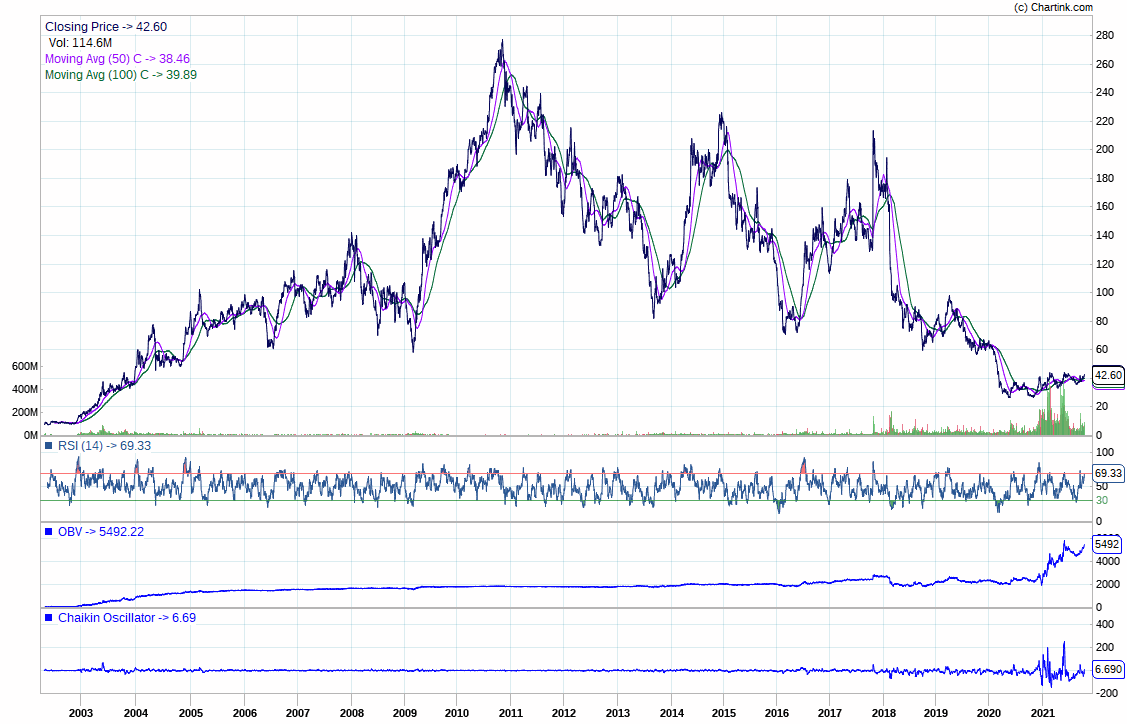 (c) Chartink.com
Closing Price -> 42.60
Vol: 114.6M
Moving Avg (50) C -> 38.46
Moving Avg (100) C -> 39.89
280
260
240
220
200
180
160
140
120
100
80
60
42.60
20
0
600M
400M
200M
0M
RSI (14) -> 69.33
100
69.33
50
30
0
OBV -> 5492.22
5492
4000
2000
0
Chaikin Oscillator -> 6.69
400
200
6.690
-200
2003 2004 2005 2006 2007 2008 2009 2010 2011 2012 2013 2014 2015 2016 2017 2018 2019 2020 2021